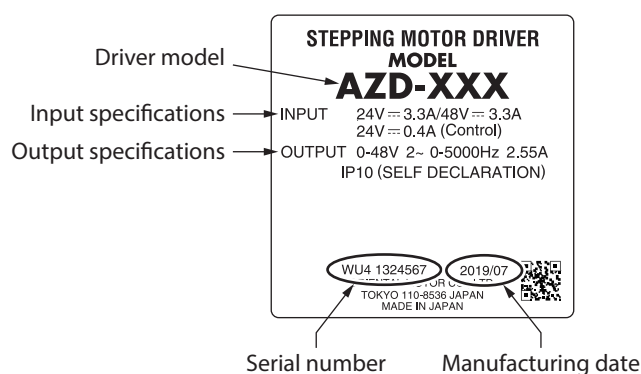 STEPPING MOTOR DRIVER
MODEL
Driver model
AZD-XXX
Input specifications
INPUT 24V⎓3.3A/48V⎓3.3A
24V⎓0.4A (Control)
Output specifications
OUTPUT 0-48V 2~ 0-5000Hz 2.55A
IP10 (SELF DECLARATION)
WU4 1324567 2019/07
TOKYO 110-8536 JAPAN
MADE IN JAPAN
Serial number Manufacturing date